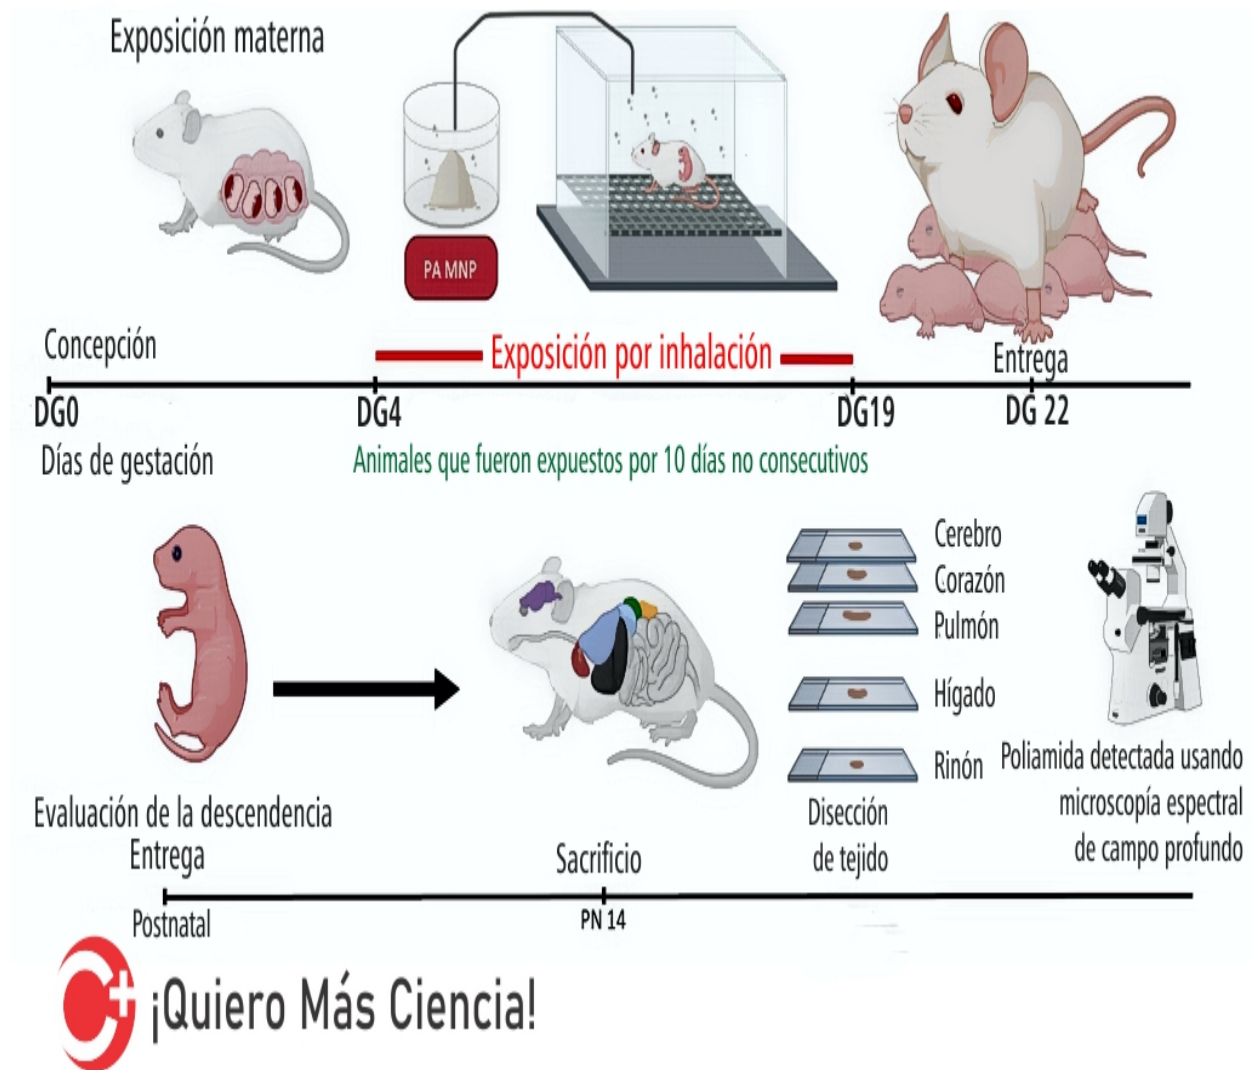 Exposición materna
PA MNP
Concepción
Exposición por inhalación
Entrega
DG0
DG4
DG19
DG 22
Días de gestación
Animales que fueron expuestos por 10 días no consecutivos
Cerebro
Corazón
Pulmón
Hígado
Rinón
Poliamida detectada usando
microscopía espectral
de campo profundo
Disección
de tejido
Evaluación de la descendencia
Entrega
Sacrificio
Postnatal
PN 14
C+
¡Quiero Más Ciencia!